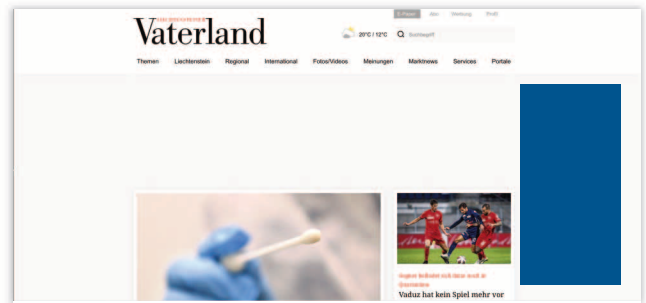 Vaterland
E-Paper Abo Werbung Profil
20°C / 12°C Suchbegriff
Themen Liechtenstein Regional International Fotos/Videos Meinungen Marktnews Services Portale
Vaduz hat kein Spiel mehr vor